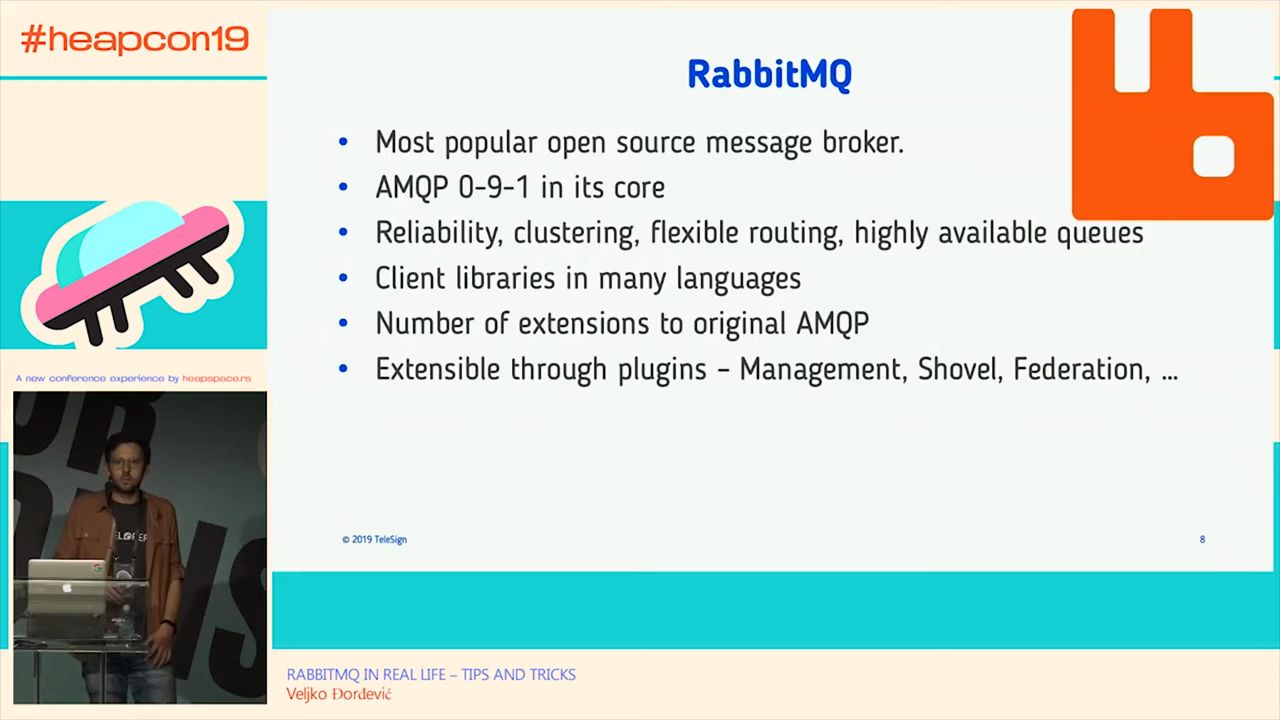 #heapcon19
RabbitMQ
• Most popular open source message broker.
• AMQP 0-9-1 in its core
• Reliability, clustering, flexible routing, highly available queues
• Client libraries in many languages
• Number of extensions to original AMQP
• Extensible through plugins – Management, Shovel, Federation, ...
© 2019 TeleSign
8
A new conference experience by heapspace.rs
RABBITMQ IN REAL LIFE – TIPS AND TRICKS
Veljko Đorđević